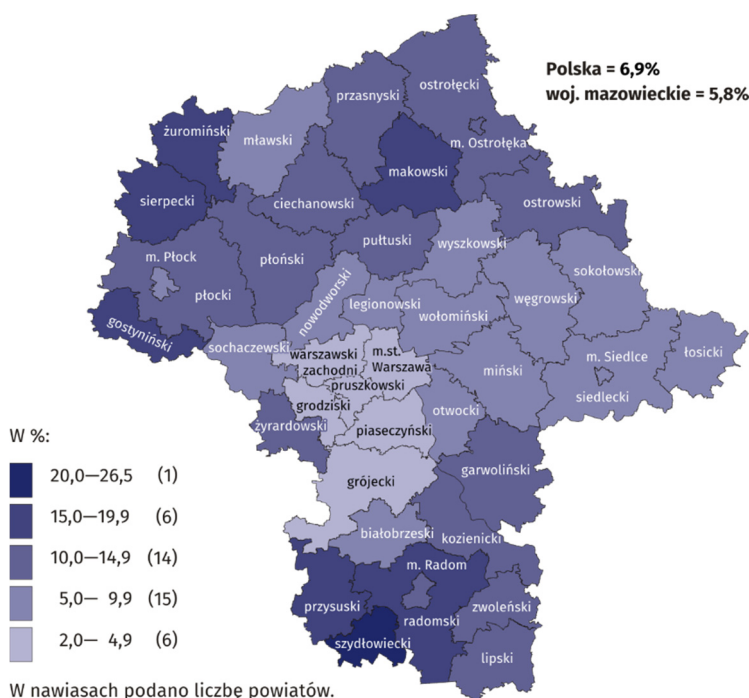 Polska = 6,9%
woj. mazowieckie = 5,8%
ostrołęcki
przasnyski
żuromiński
mławski
m. Ostrołęka
makowski
sierpecki
ciechanowski
ostrowski
pułtuski
wyszkowski
m. Płock
płoński
sokołowski
płocki
nowodworski
legionowski
węgrowski
gostyniński
wołomiński
sochaczewski
warszawski
zachodni
m.st.
Warszawa
m. Siedlce
łosicki
pruszkowski
miński
siedlecki
grodziski
otwocki
żyrardowski
piaseczyński
garwoliński
grójecki
białobrzeski
kozienicki
m. Radom
przysuski
zwoleński
radomski
szydłowiecki
lipski
W %:
20,0—26,5 (1)
15,0—19,9 (6)
10,0—14,9 (14)
5,0— 9,9 (15)
2,0— 4,9 (6)
W nawiasach podano liczbę powiatów.